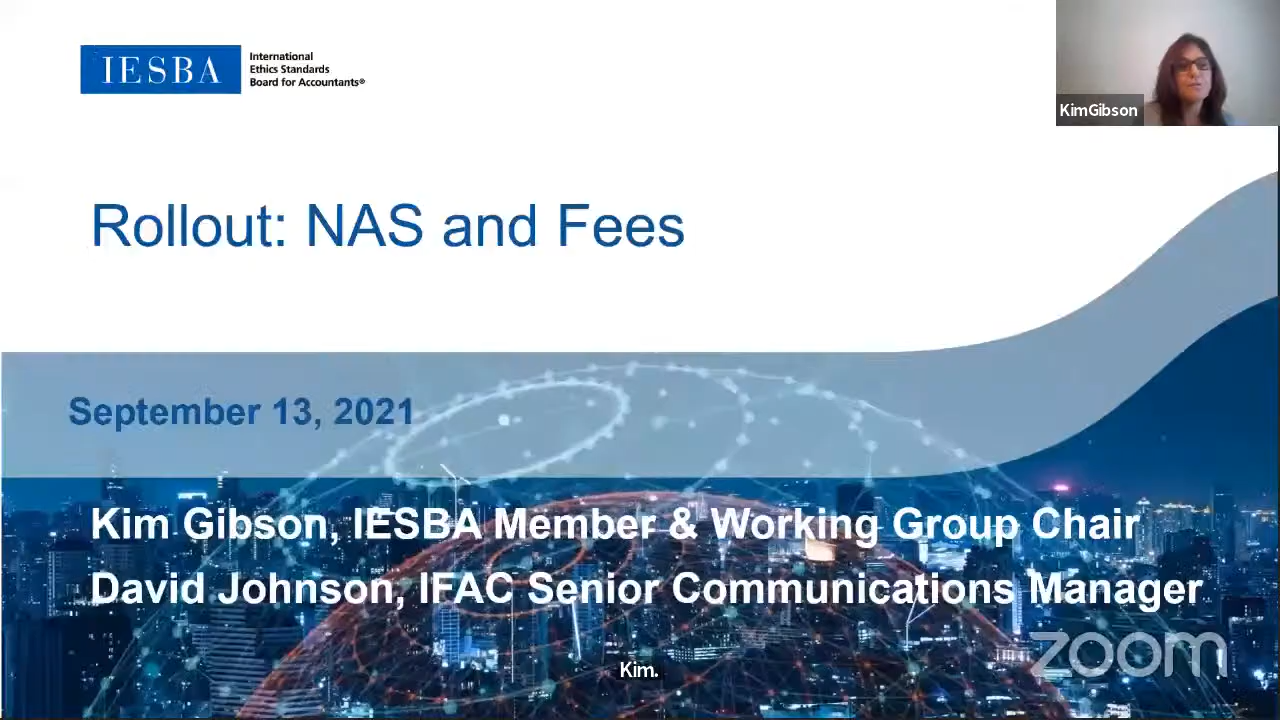 IESBA
International
Ethics Standards
Board for Accountants®
KimGibson
Rollout: NAS and Fees
September 13, 2021
Kim Gibson, IESBA Member & Working Group Chair
David Johnson, IFAC Senior Communications Manager
zoom
Kim.